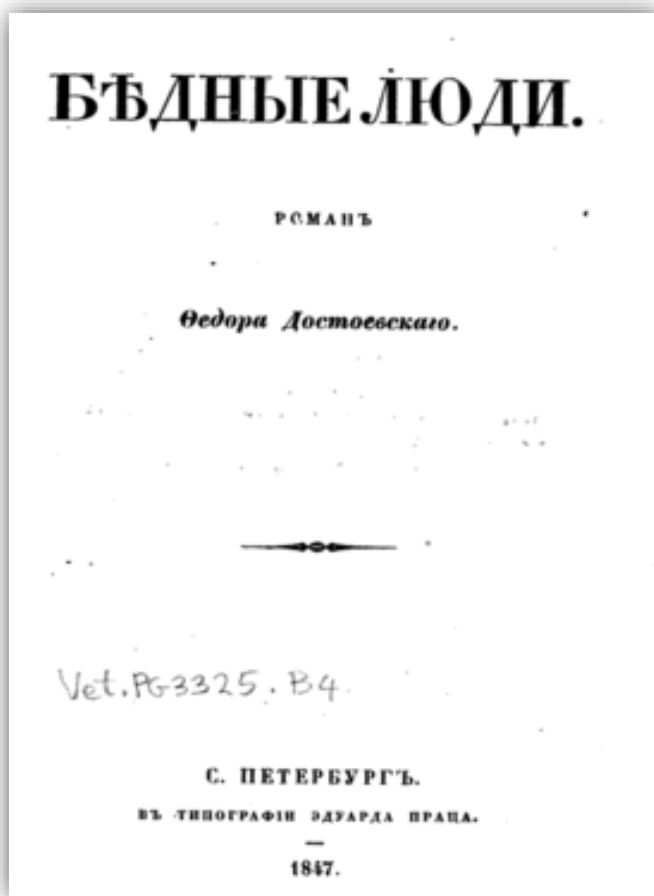 БѢДНЫЕ ЛЮДИ.
РОМАНЪ
Ѳедора Достоевскаго.
Vet.PG3325.B4
С. ПЕТЕРБУРГЪ.
ВЪ ТИПОГРАФІИ ЭДУАРДА ПРАЦА.
1847.